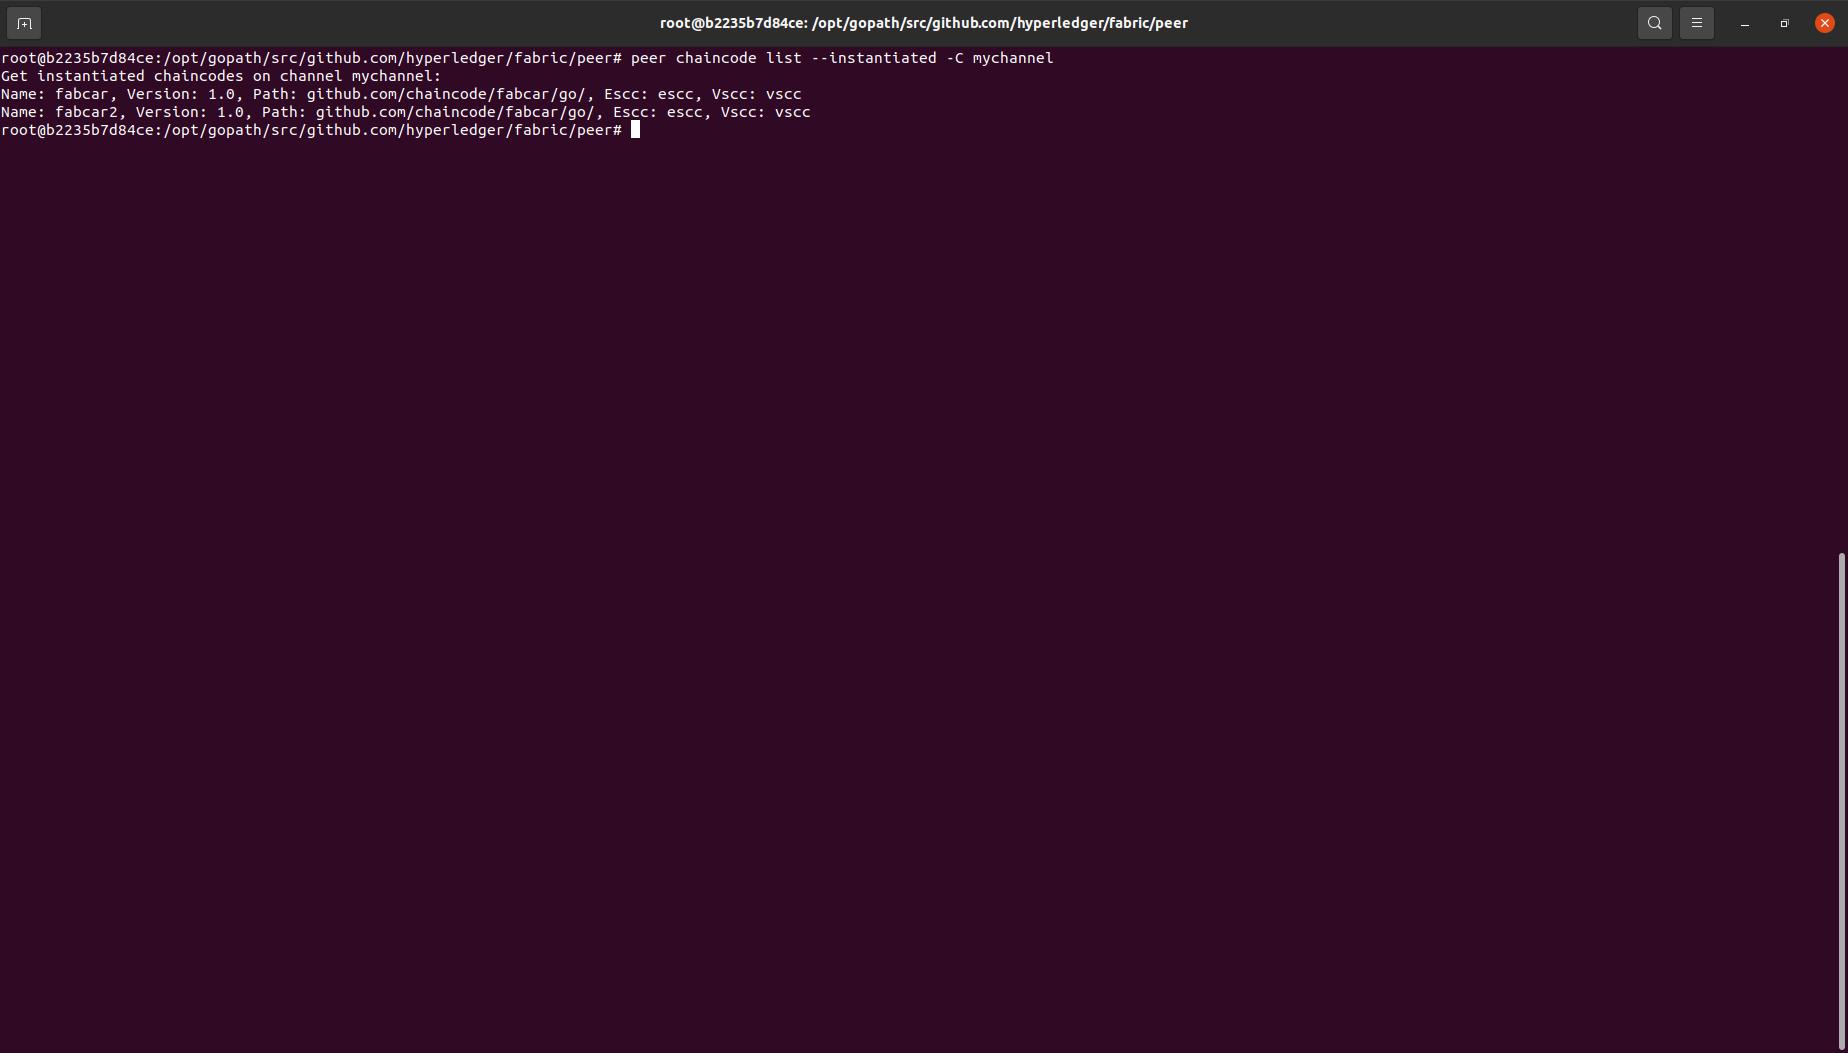 root@b2235b7d84ce: /opt/gopath/src/github.com/hyperledger/fabric/peer
root@b2235b7d84ce:/opt/gopath/src/github.com/hyperledger/fabric/peer# peer chaincode list --instantiated -C mychannel
Get instantiated chaincodes on channel mychannel:
Name: fabcar, Version: 1.0, Path: github.com/chaincode/fabcar/go/, Escc: escc, Vscc: vscc
Name: fabcar2, Version: 1.0, Path: github.com/chaincode/fabcar/go/, Escc: escc, Vscc: vscc
root@b2235b7d84ce:/opt/gopath/src/github.com/hyperledger/fabric/peer#